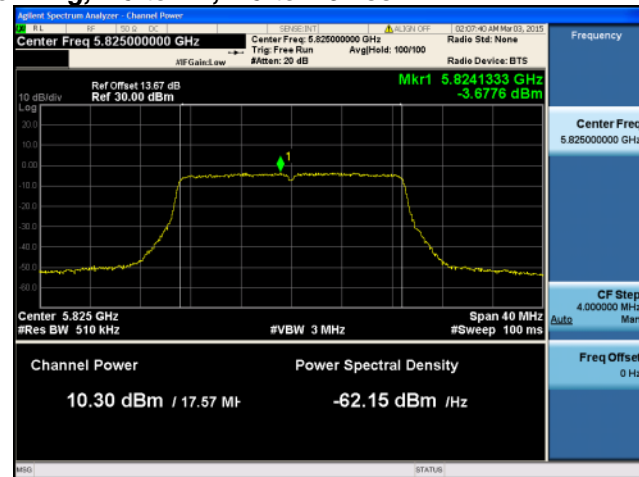 Agilent Spectrum Analyzer - Channel Power
RL RF 50 Ω DC SENSE:INT ALIGN OFF 02:07:40 AM Mar 03, 2015
Center Freq 5.825000000 GHz Center Freq: 5.825000000 GHz Radio Std: None
Trig: Free Run Avg|Hold: 100/100
#IFGain:Low #Atten: 20 dB Radio Device: BTS
Frequency
Ref Offset 13.67 dB Mkr1 5.8241333 GHz
10 dB/div Ref 30.00 dBm -3.6776 dBm
Log
20.0
10.0
0.00
-10.0
-20.0
-30.0
-40.0
-50.0
-60.0
1
Center Freq
5.825000000 GHz
Center 5.825 GHz Span 40 MHz
#Res BW 510 kHz #VBW 3 MHz #Sweep 100 ms
CF Step
4.000000 MHz
Auto Man
Channel Power Power Spectral Density
10.30 dBm / 17.57 MH -62.15 dBm /Hz
Freq Offset
0 Hz
MSG STATUS